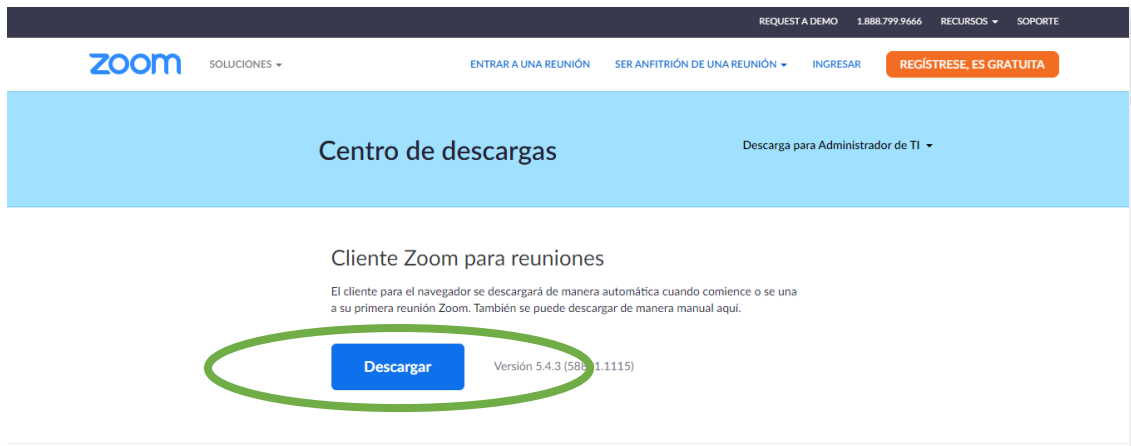 REQUEST A DEMO 1.888.799.9666 RECURSOS SOPORTE
zoom SOLUCIONES ENTRAR A UNA REUNIÓN SER ANFITRIÓN DE UNA REUNIÓN INGRESAR REGÍSTRESE, ES GRATUITA
Centro de descargas Descarga para Administrador de TI
Cliente Zoom para reuniones
El cliente para el navegador se descargará de manera automática cuando comience o se una
a su primera reunión Zoom. También se puede descargar de manera manual aquí.
Descargar Versión 5.4.3